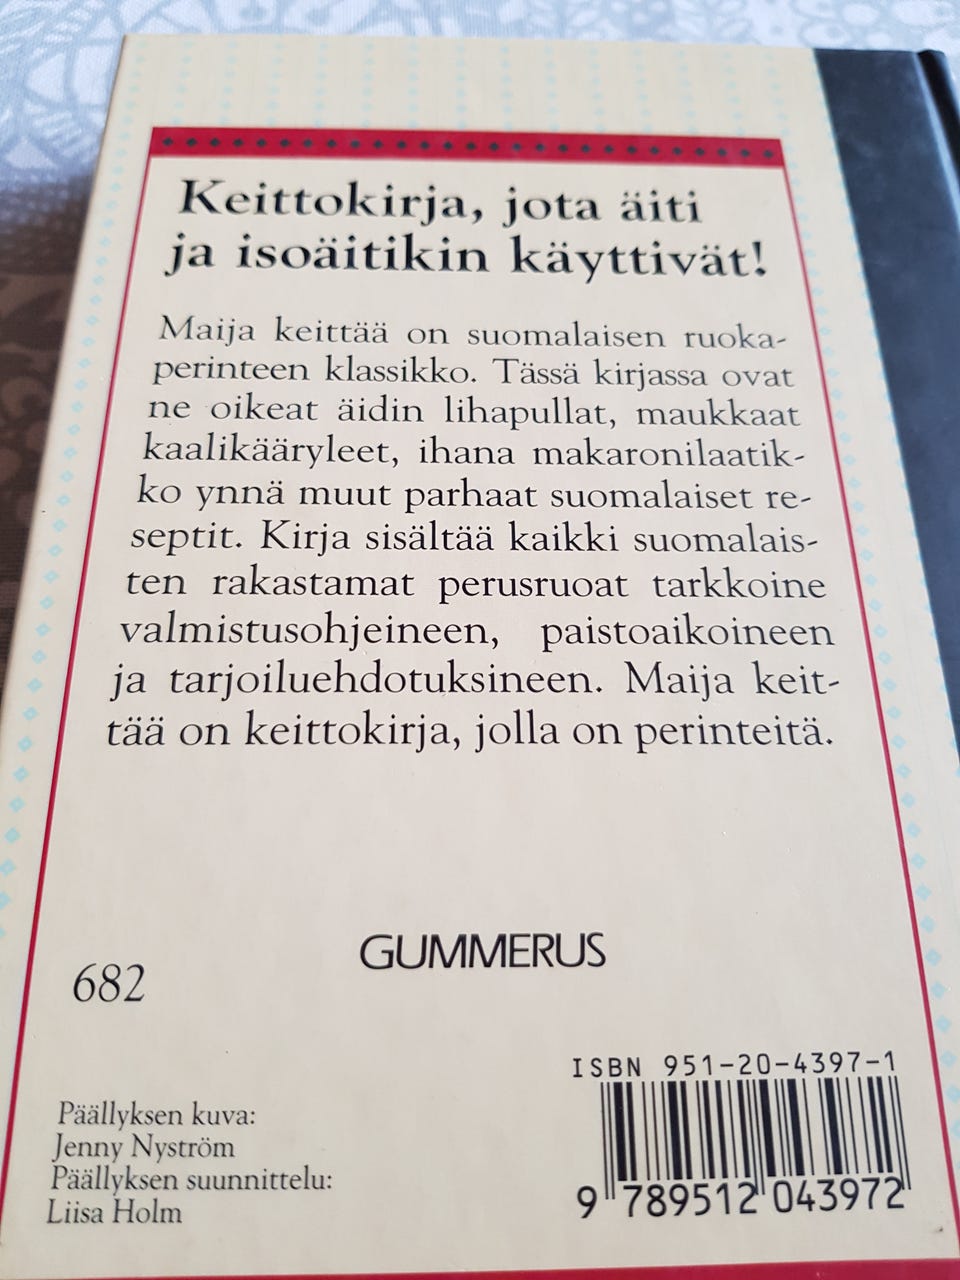 Keittokirja, jota äiti
ja isoäitikin käyttivät!
Maija keittää on suomalaisen ruoka-
perinteen klassikko. Tässä kirjassa ovat
ne oikeat äidin lihapullat, maukkaat
kaalikääryleet, ihana makaronilaatik-
ko ynnä muut parhaat suomalaiset re-
septit. Kirja sisältää kaikki suomalais-
ten rakastamat perusruoat tarkkoine
valmistusohjeineen, paistoaikoineen
ja tarjoiluehdotuksineen. Maija keit-
tää on keittokirja, jolla on perinteitä.
GUMMERUS
682
ISBN 951-20-4397-1
Päällyksen kuva:
Jenny Nyström
Päällyksen suunnittelu:
Liisa Holm
9 789512 043972